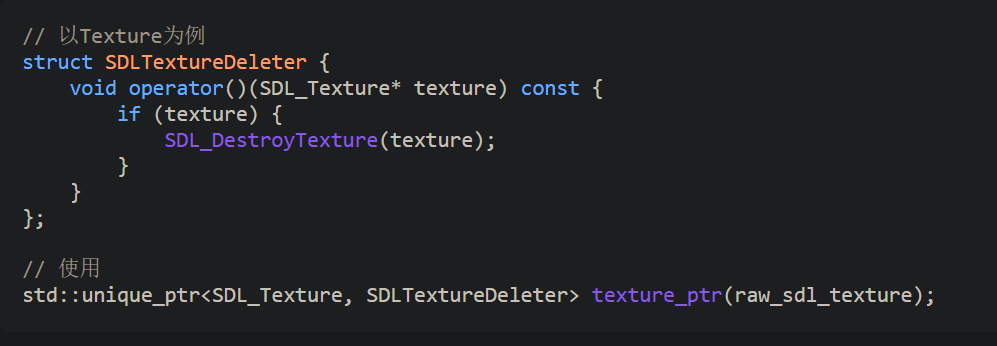 // 以Texture为例
struct SDLTextureDeleter {
    void operator()(SDL_Texture* texture) const {
        if (texture) {
            SDL_DestroyTexture(texture);
        }
    }
};
// 使用
std::unique_ptr<SDL_Texture, SDLTextureDeleter> texture_ptr(raw_sdl_texture);